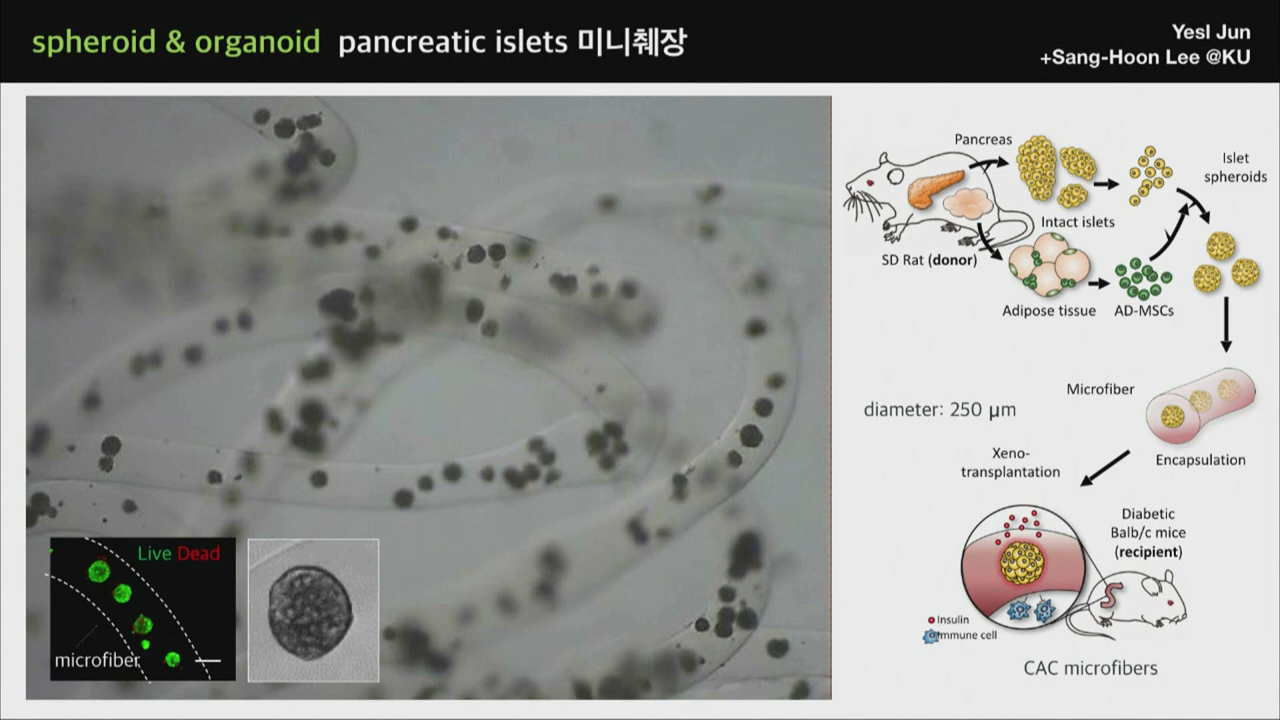 spheroid & organoid pancreatic islets 미니췌장
Yesl Jun
+Sang-Hoon Lee @KU
Live Dead
microfiber
Pancreas
Intact islets
Islet
spheroids
SD Rat (donor)
Adipose tissue
AD-MSCs
Microfiber
diameter: 250 μm
Encapsulation
Xeno-
transplantation
Diabetic
Balb/c mice
(recipient)
Insulin
Immune cell
CAC microfibers